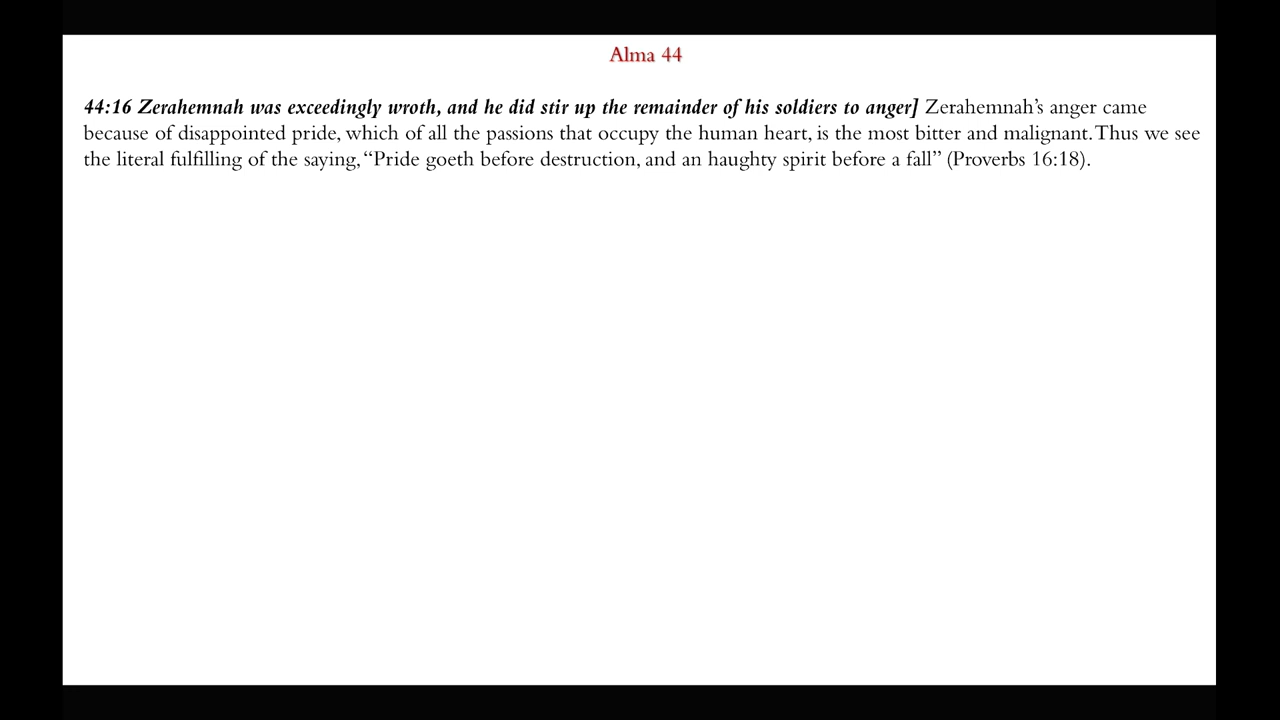 Alma 44
44:16 Zerahemnah was exceedingly wroth, and he did stir up the remainder of his soldiers to anger] Zerahemnah’s anger came
because of disappointed pride, which of all the passions that occupy the human heart, is the most bitter and malignant. Thus we see
the literal fulfilling of the saying, “Pride goeth before destruction, and an haughty spirit before a fall” (Proverbs 16:18).